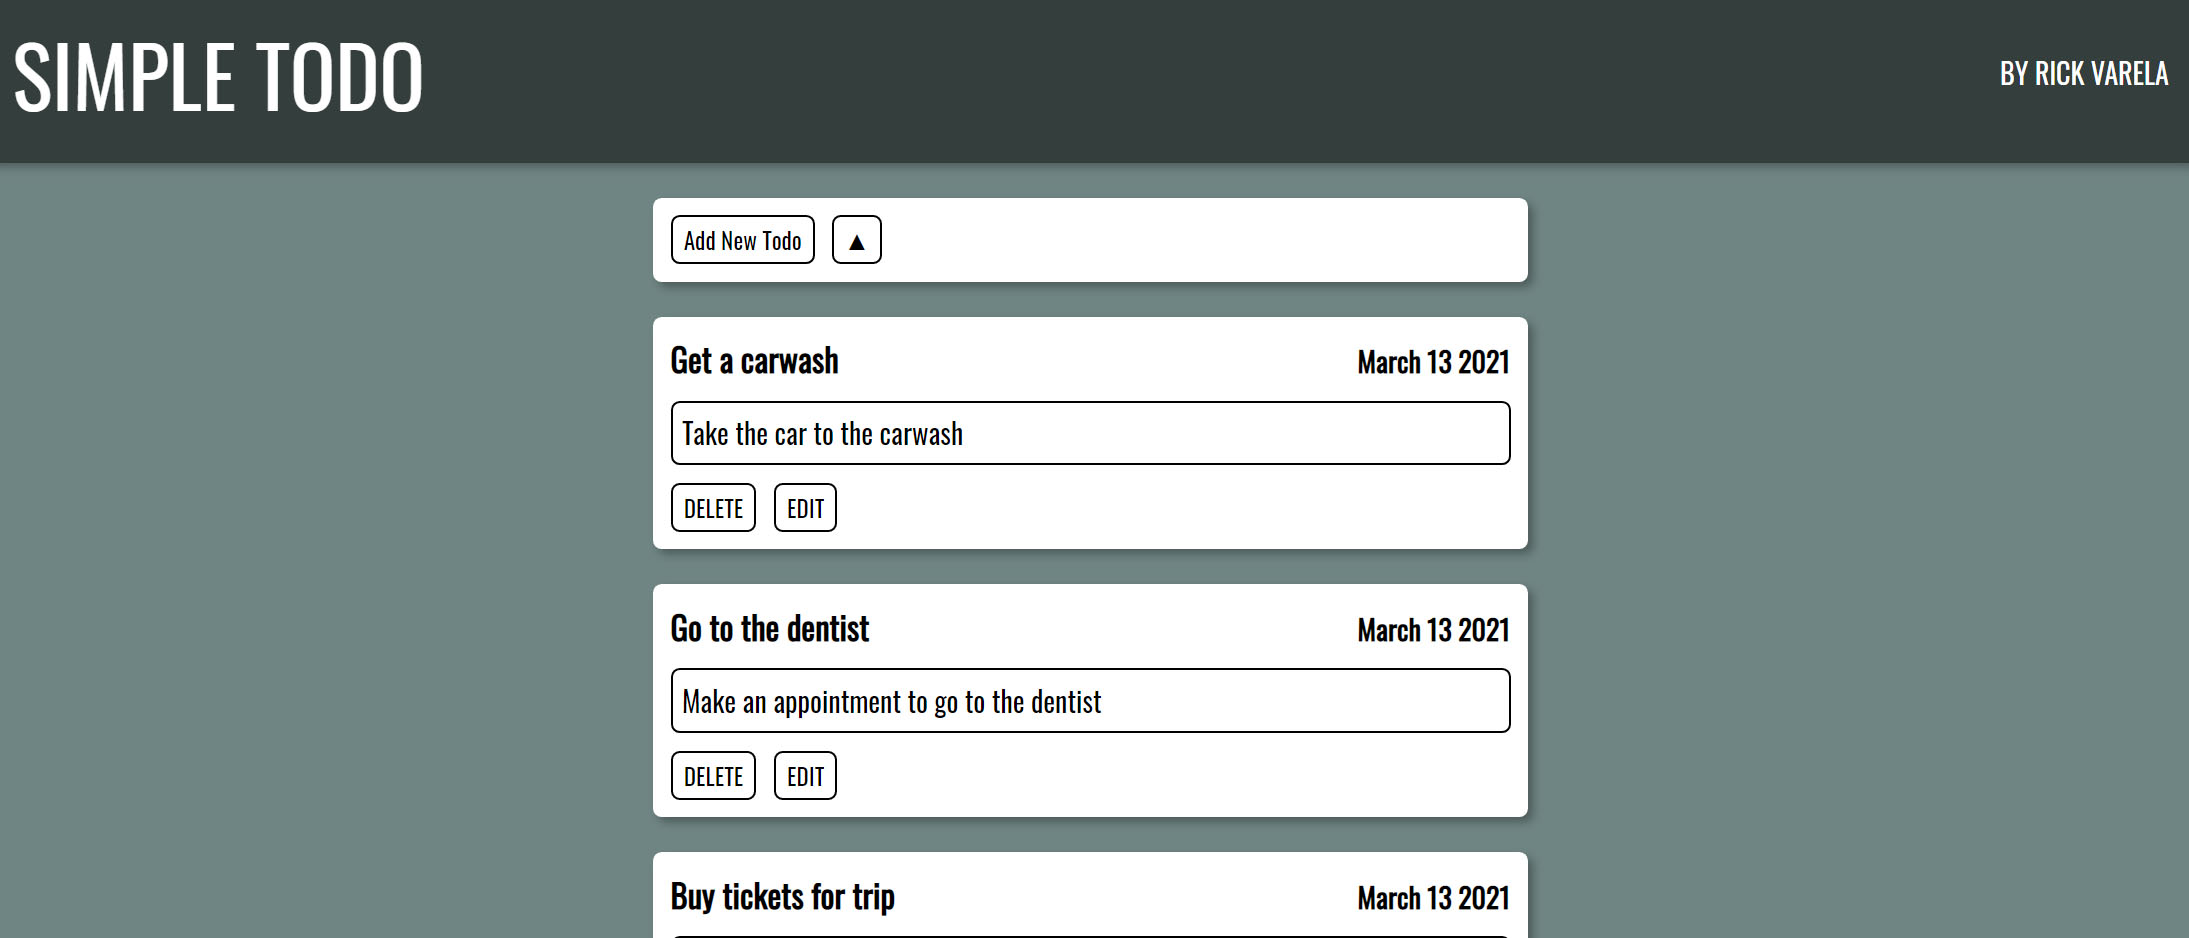 SIMPLE TODO
BY RICK VARELA
Add New Todo ▲
Get a carwash
March 13 2021
Take the car to the carwash
DELETE EDIT
Go to the dentist
March 13 2021
Make an appointment to go to the dentist
DELETE EDIT
Buy tickets for trip
March 13 2021